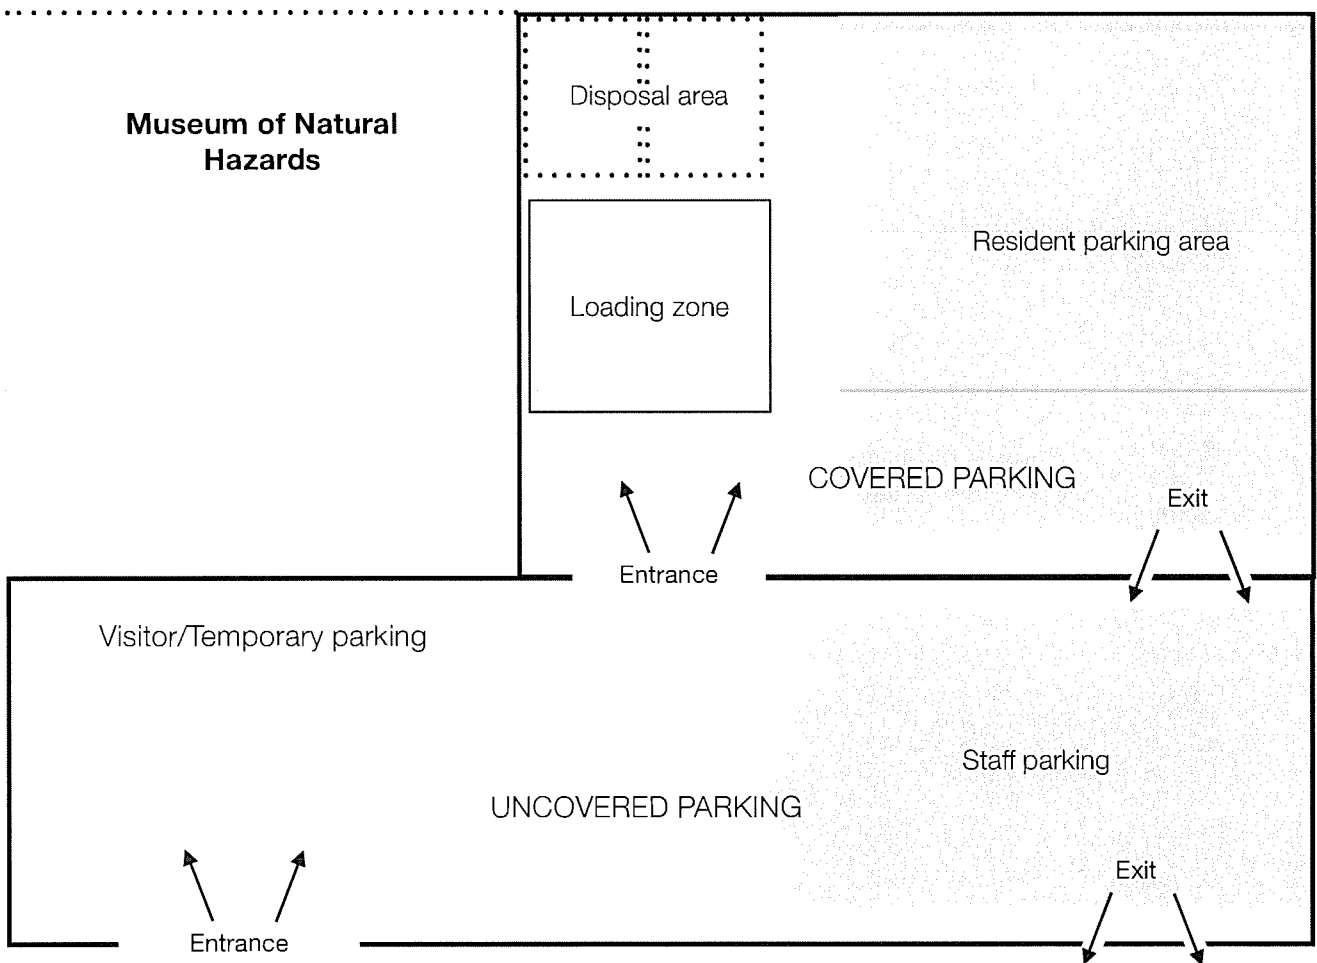 Museum of Natural
Hazards
Disposal area
Loading zone
Resident parking area
COVERED PARKING
Exit
Entrance
Visitor/Temporary parking
Staff parking
UNCOVERED PARKING
Exit
Entrance